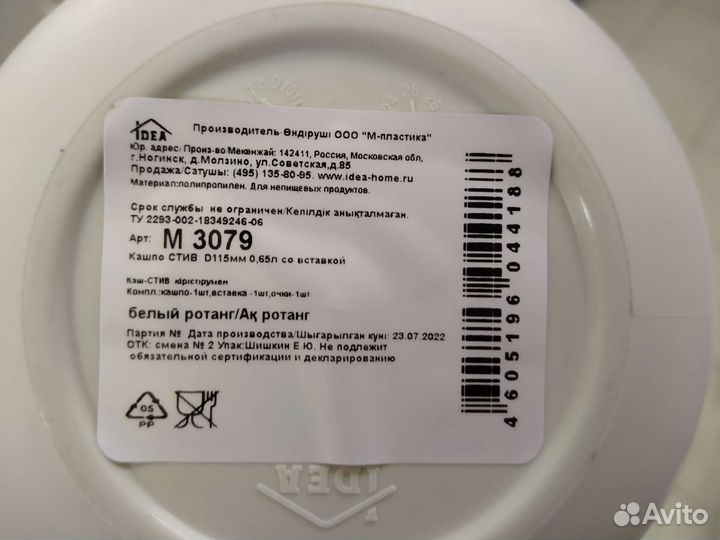 IDEA
Производитель Өндіруші ООО "М-пластика"
Юр. адрес/ Произ-во/Мекенжай: 142411, Россия, Московская обл,
г.Ногинск, д.Молзино, ул.Советская,д.85
Продажа/Сатушы: (495) 135-80-95. www.idea-home.ru
Материал:полипропилен. Для непищевых продуктов.
Срок службы не ограничен/Кепілдік анықталмаған.
ТУ 2293-002-18349246-06
Арт: М 3079
Кашпо СТИВ D115мм 0,65л со вставкой
Кэш-СТИВ кірістірумен
Компл.:кашпо-1шт,вставка -1шт,очки-1шт
белый ротанг/Ақ ротанг
Партия № Дата производства/Шығарылған күні: 23.07.2022
ОТК: смена № 2 Упак:Шишкин Е.Ю. Не подлежит
обязательной сертификации и декларированию
05
PP
4605196044188
IDEA
Avito